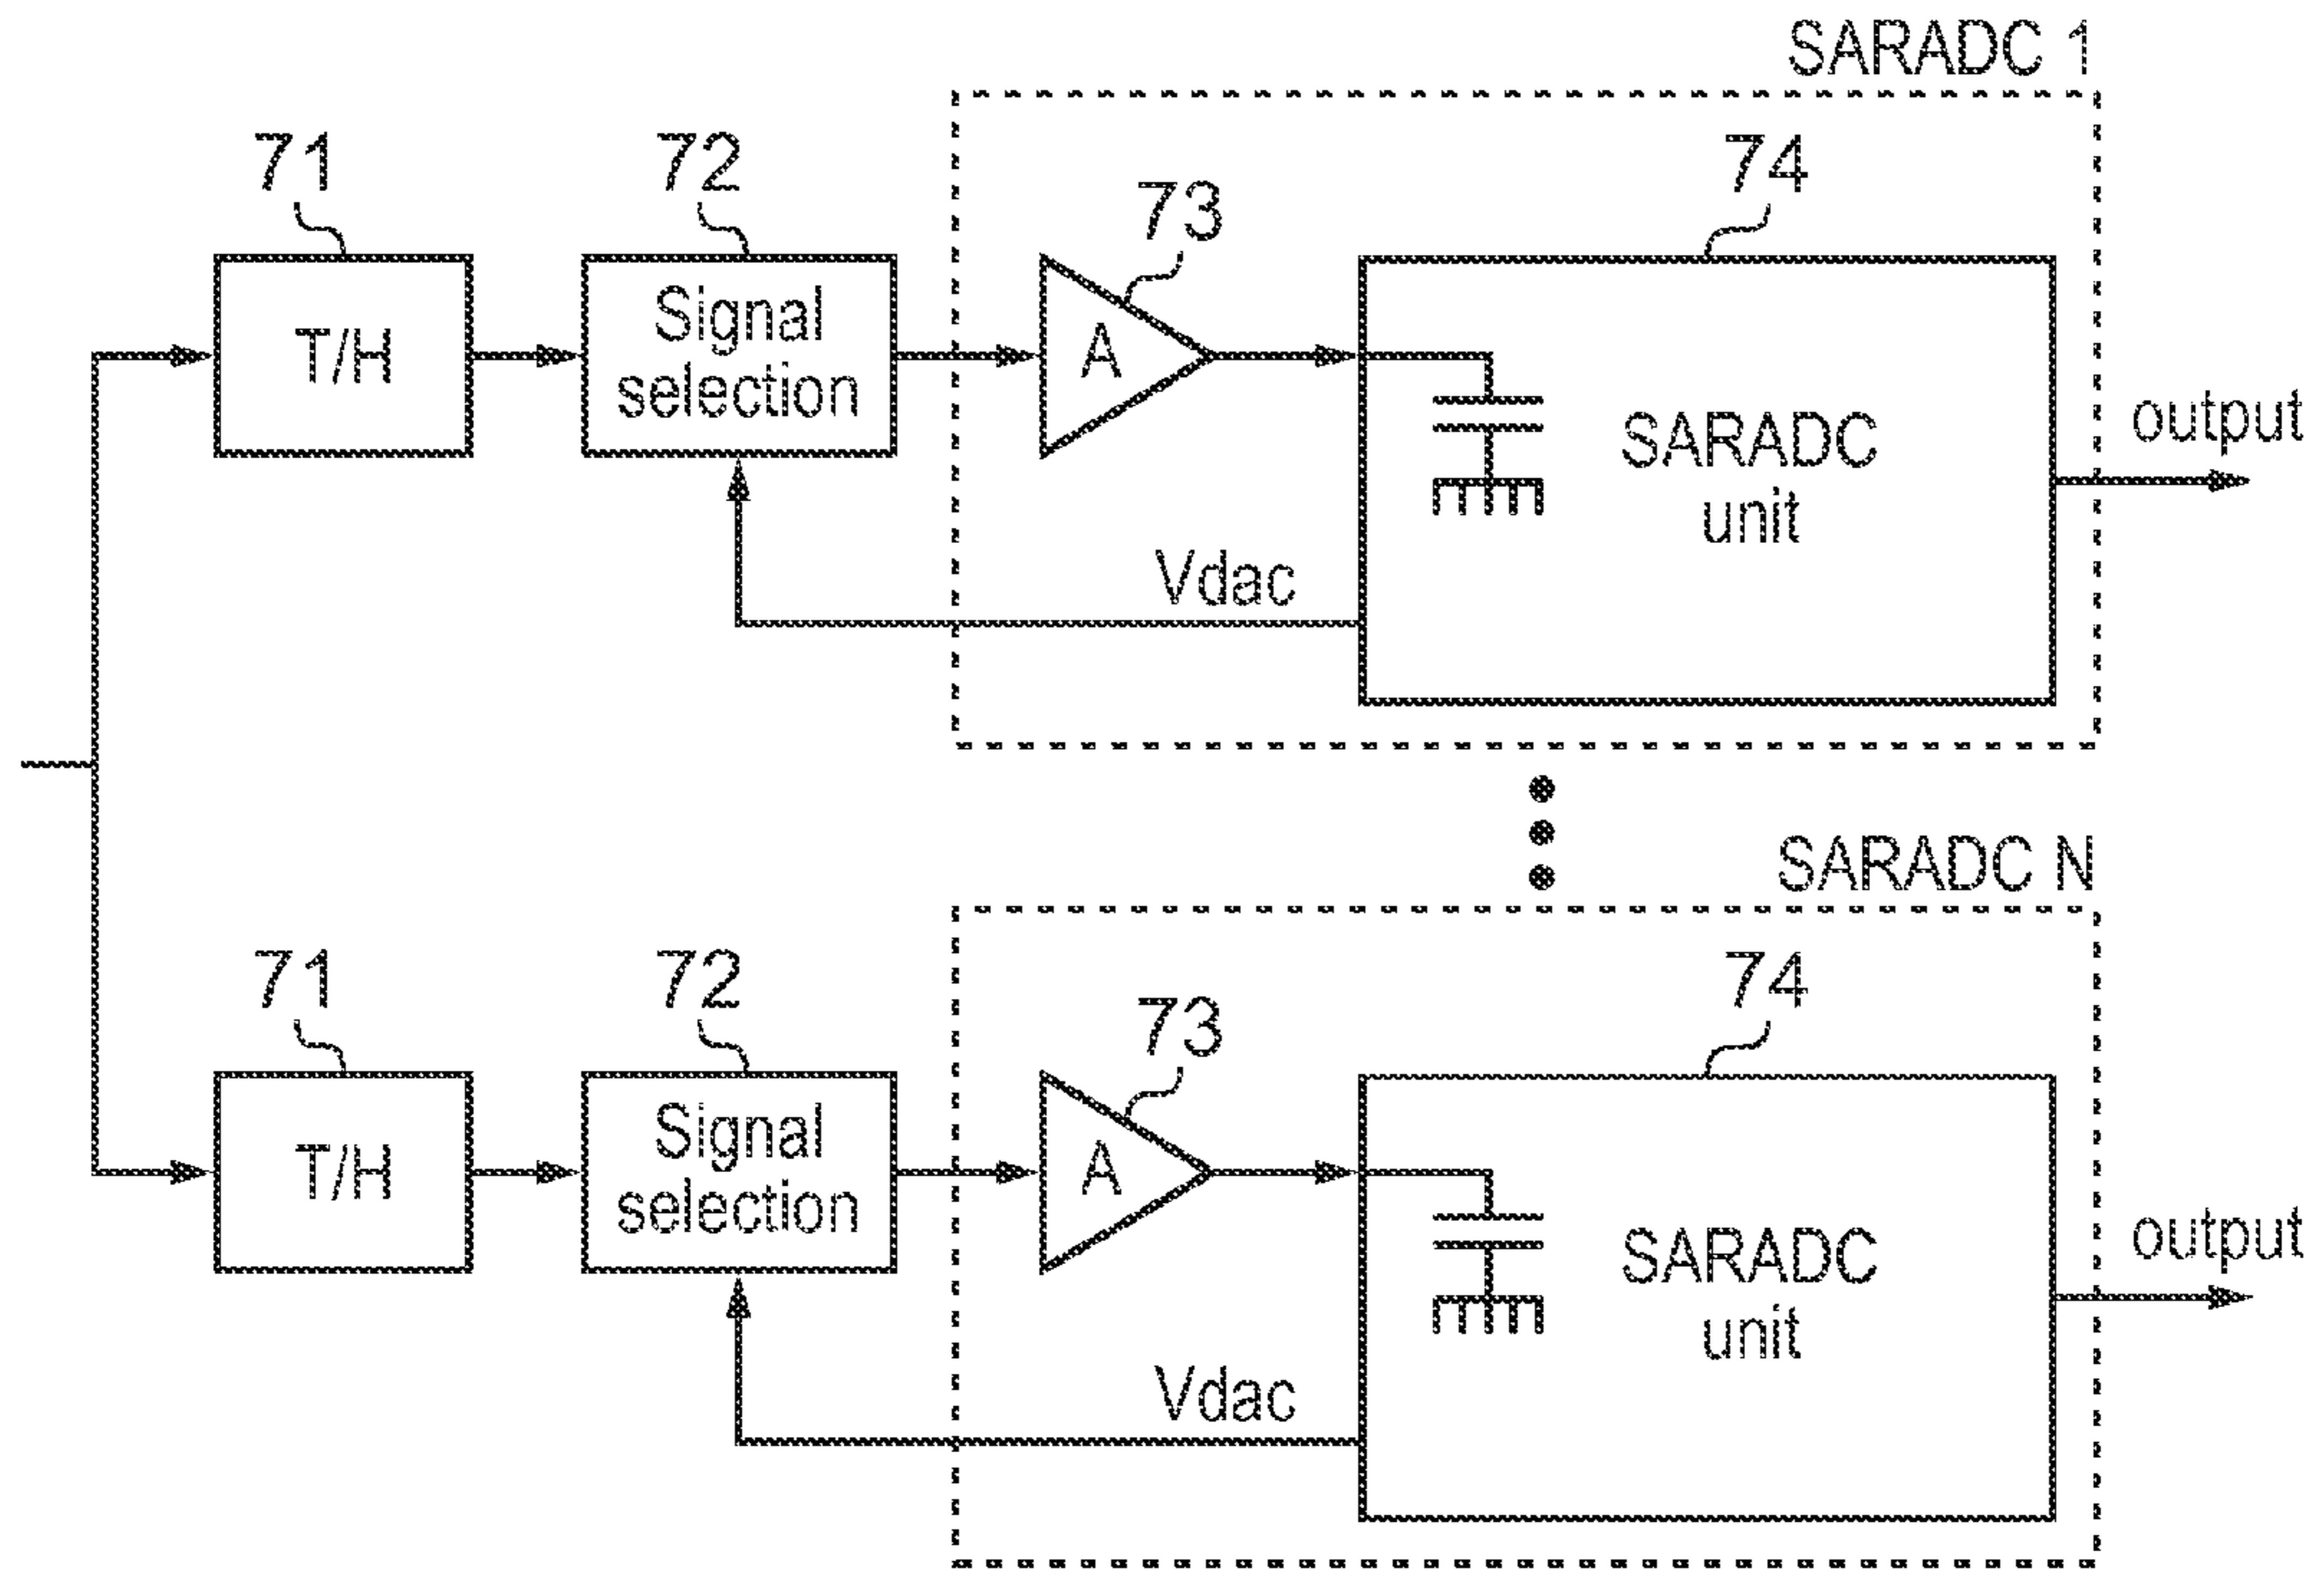 SARADC 1
71
72
73
74
T/H
Signal
selection
A
SARADC
unit
output
Vdac
SARADC N
71
72
73
74
T/H
Signal
selection
A
SARADC
unit
output
Vdac